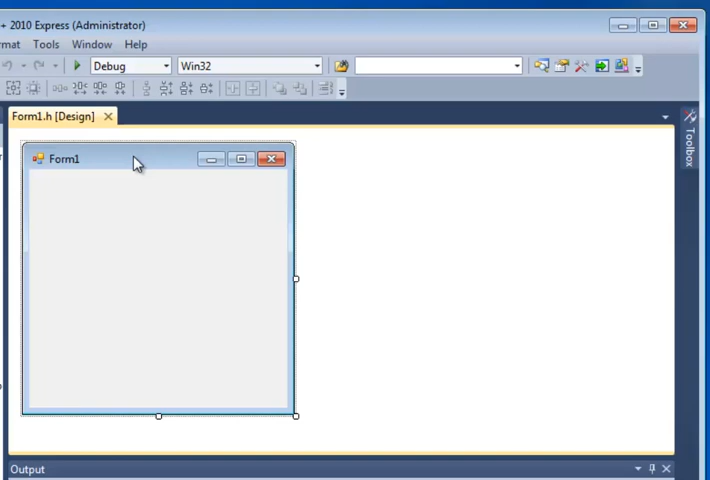 + 2010 Express (Administrator)
rmat Tools Window Help
Debug Win32
Form1.h [Design]
Toolbox
Form1
Output